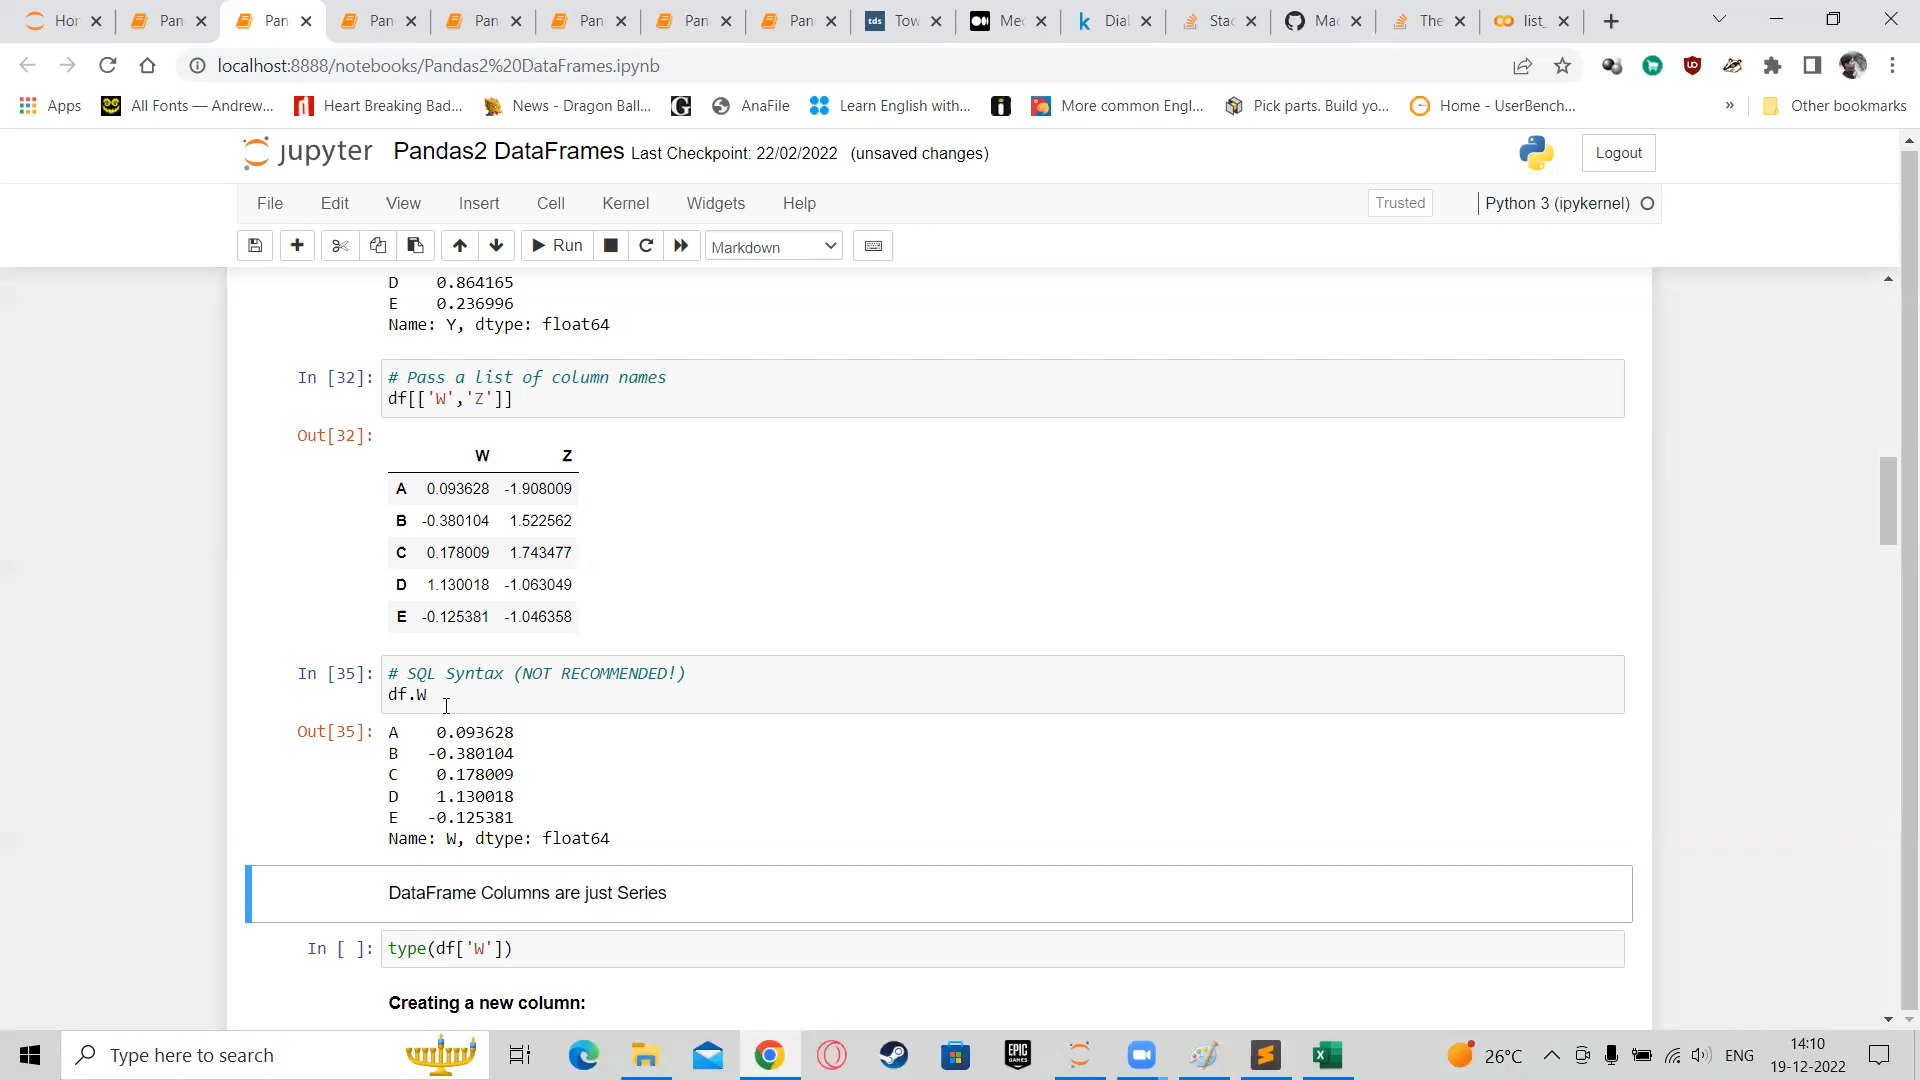 Hor
Pan
Pan
Pan
Pan
Pan
Pan
Pan
tds Tow
Med
k Dial
Stac
Mac
The
CO list_
localhost:8888/notebooks/Pandas2%20DataFrames.ipynb
Apps
All Fonts — Andrew...
Heart Breaking Bad...
News - Dragon Ball...
G
AnaFile
Learn English with...
i
More common Engl...
Pick parts. Build yo...
Home - UserBench...
»
Other bookmarks
jupyter Pandas2 DataFrames Last Checkpoint: 22/02/2022 (unsaved changes)
Logout
File Edit View Insert Cell Kernel Widgets Help
Trusted
Python 3 (ipykernel)
Run
Markdown
D 0.864165
E 0.236996
Name: Y, dtype: float64
In [32]: # Pass a list of column names
df[['W','Z']]
Out[32]:
W Z
A 0.093628 -1.908009
B -0.380104 1.522562
C 0.178009 1.743477
D 1.130018 -1.063049
E -0.125381 -1.046358
In [35]: # SQL Syntax (NOT RECOMMENDED!)
df.W
Out[35]: A 0.093628
B -0.380104
C 0.178009
D 1.130018
E -0.125381
Name: W, dtype: float64
DataFrame Columns are just Series
In [ ]: type(df['W'])
Creating a new column:
Type here to search
EPIC GAMES
26°C
ENG
14:10
19-12-2022